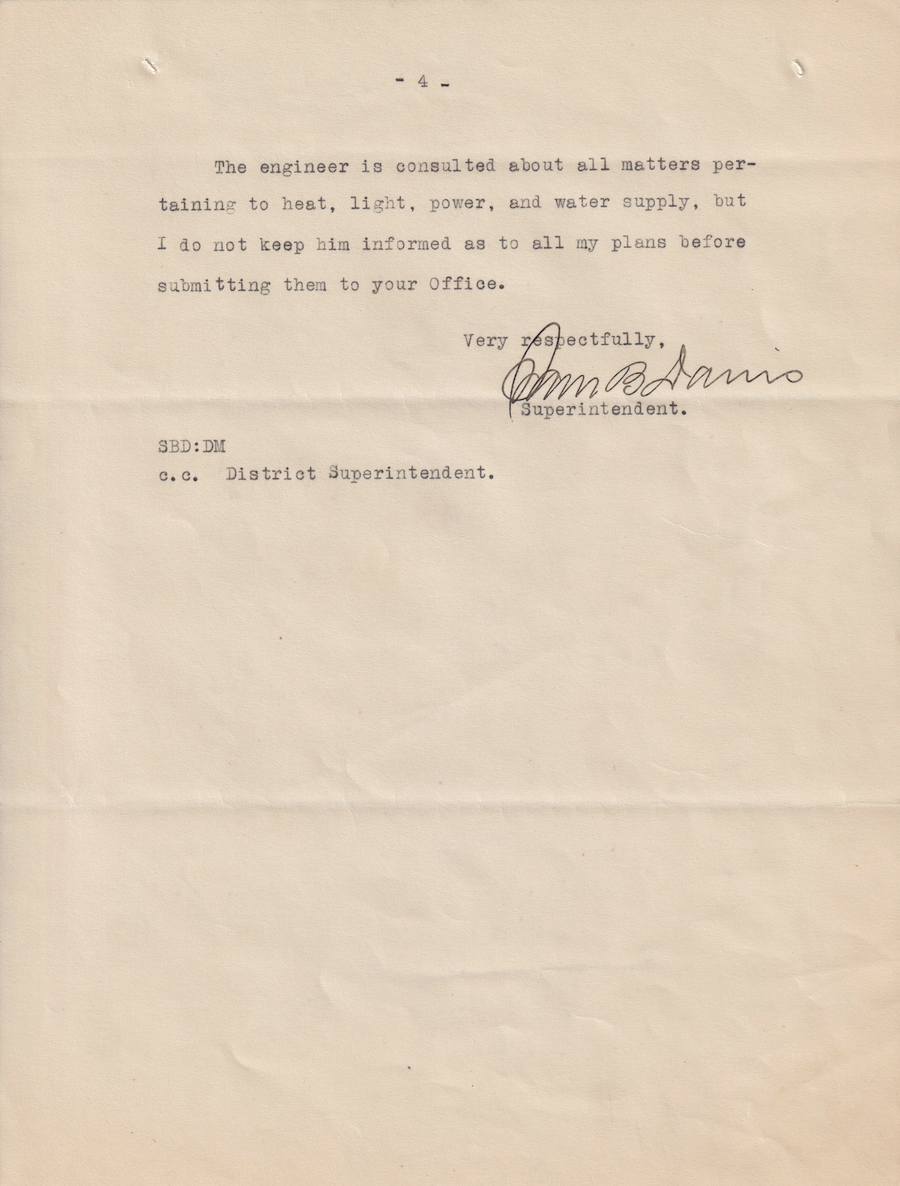 - 4 -
The engineer is consulted about all matters per-
taining to heat, light, power, and water supply, but
I do not keep him informed as to all my plans before
submitting them to your Office.
Very respectfully,
Sam B Davis
Superintendent.
SBD:DM
c.c. District Superintendent.